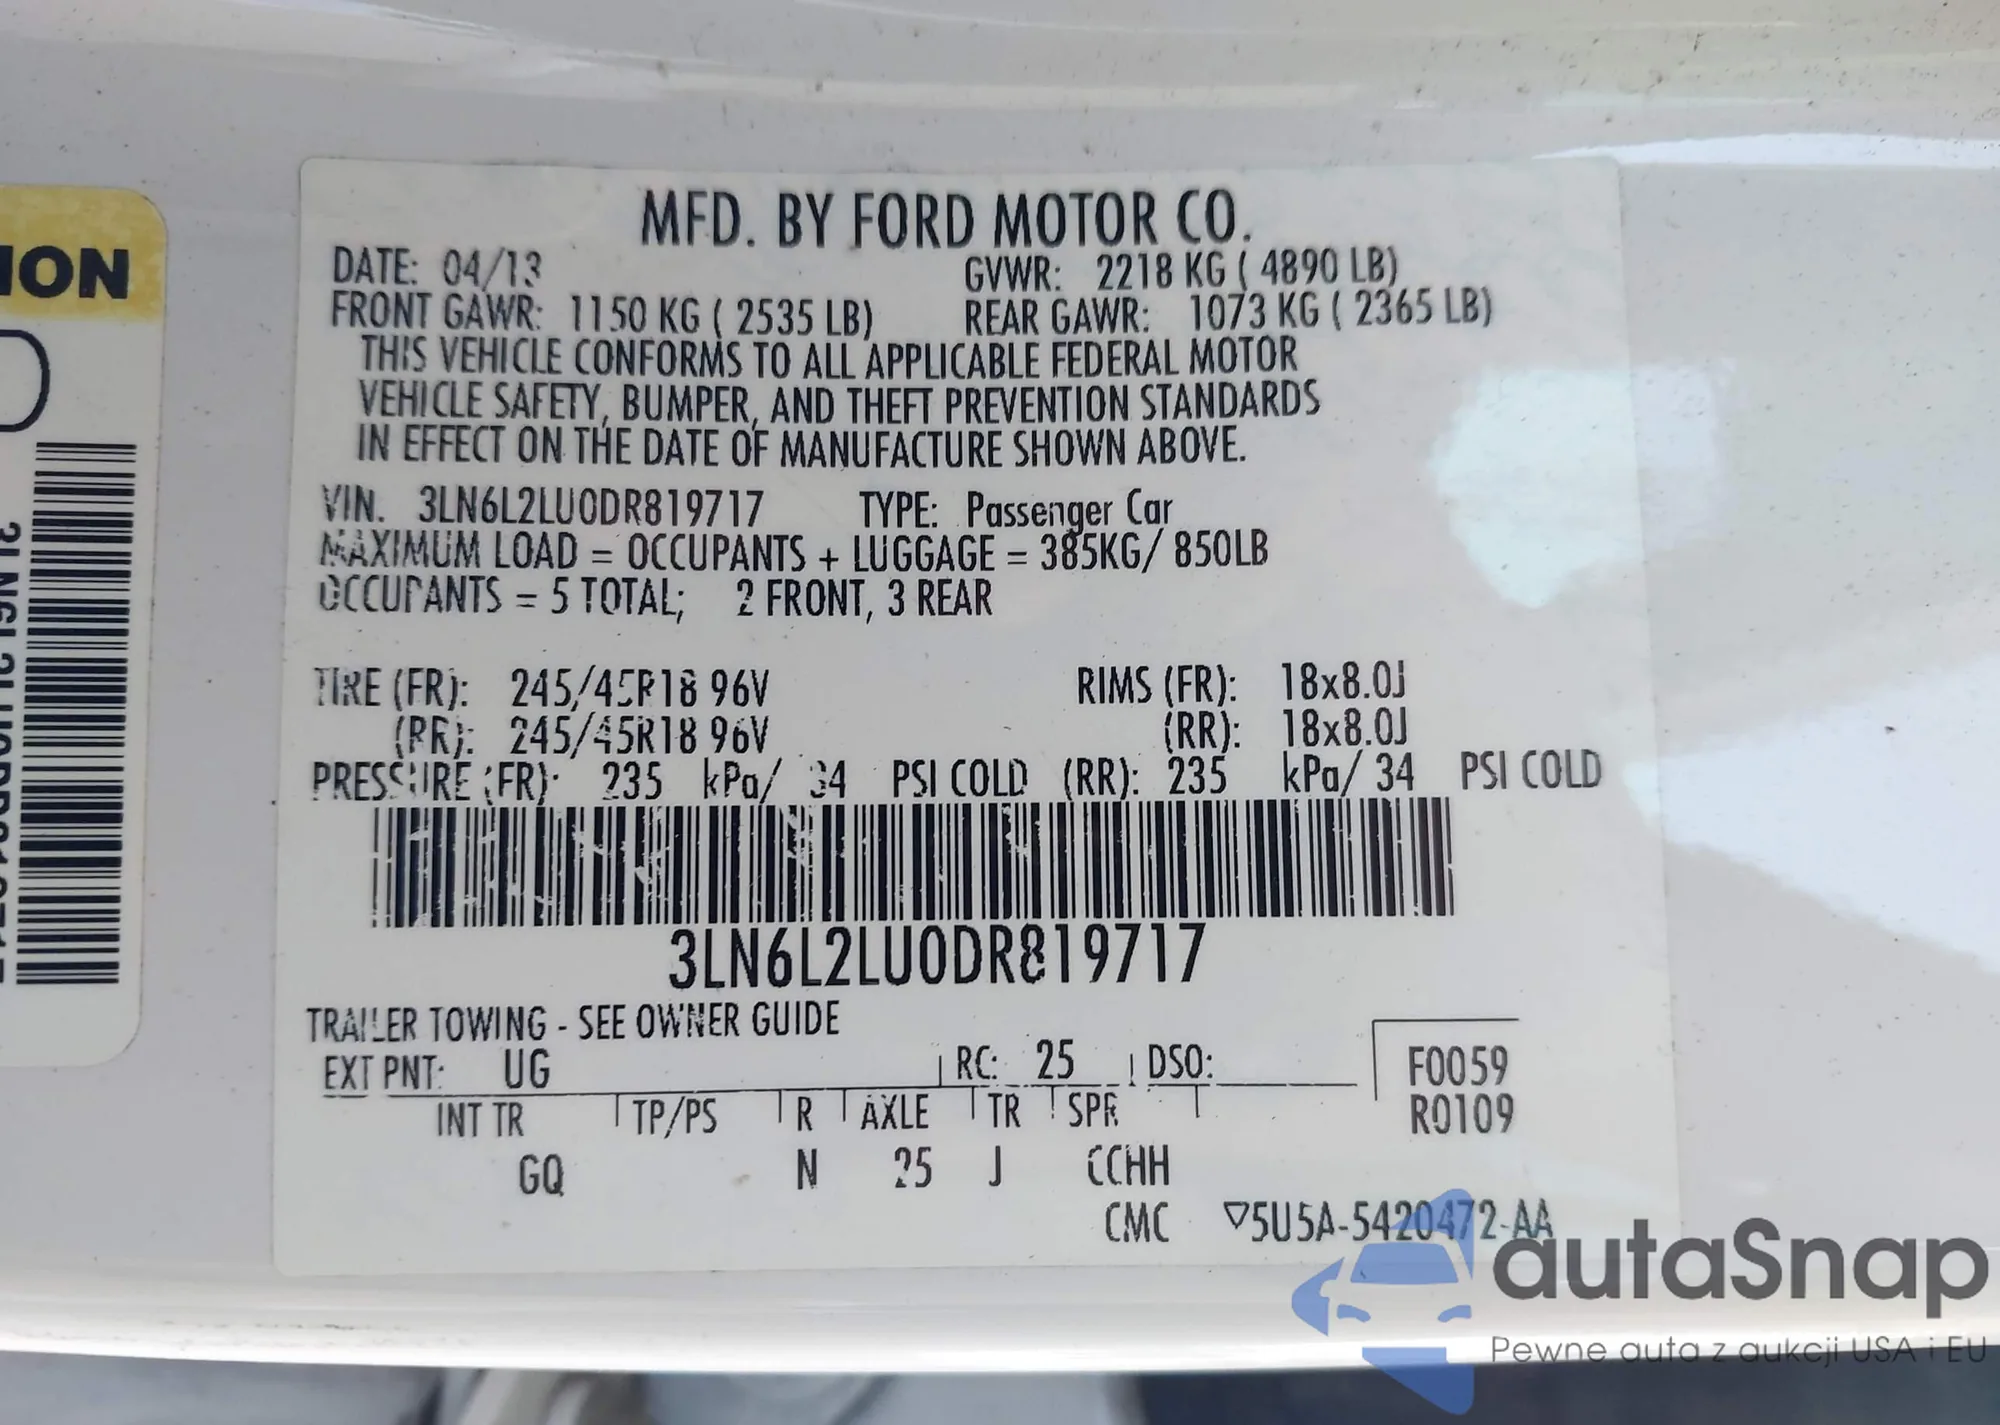 ION
3LN6L2LU0DR819717
MFD. BY FORD MOTOR CO.
DATE: 04/13 GVWR: 2218 KG ( 4890 LB)
FRONT GAWR: 1150 KG ( 2535 LB) REAR GAWR: 1073 KG ( 2365 LB)
THIS VEHICLE CONFORMS TO ALL APPLICABLE FEDERAL MOTOR
VEHICLE SAFETY, BUMPER, AND THEFT PREVENTION STANDARDS
IN EFFECT ON THE DATE OF MANUFACTURE SHOWN ABOVE.
VIN. 3LN6L2LU0DR819717 TYPE: Passenger Car
MAXIMUM LOAD = OCCUPANTS + LUGGAGE = 385KG/ 850LB
OCCUPANTS = 5 TOTAL; 2 FRONT, 3 REAR
TIRE (FR): 245/45R18 96V RIMS (FR): 18x8.0J
(RR): 245/45R18 96V (RR): 18x8.0J
PRESSURE (FR): 235 kPa/ 34 PSI COLD (RR): 235 kPa/ 34 PSI COLD
3LN6L2LU0DR819717
TRAILER TOWING - SEE OWNER GUIDE
EXT PNT: UG RC: 25 DSO: F0059
INT TR TP/PS R AXLE TR SPR R0109
GQ N 25 J CCHH
CMC ▽5U5A-5420472-AA
autaSnap
Pewne auta z aukcji USA i EU